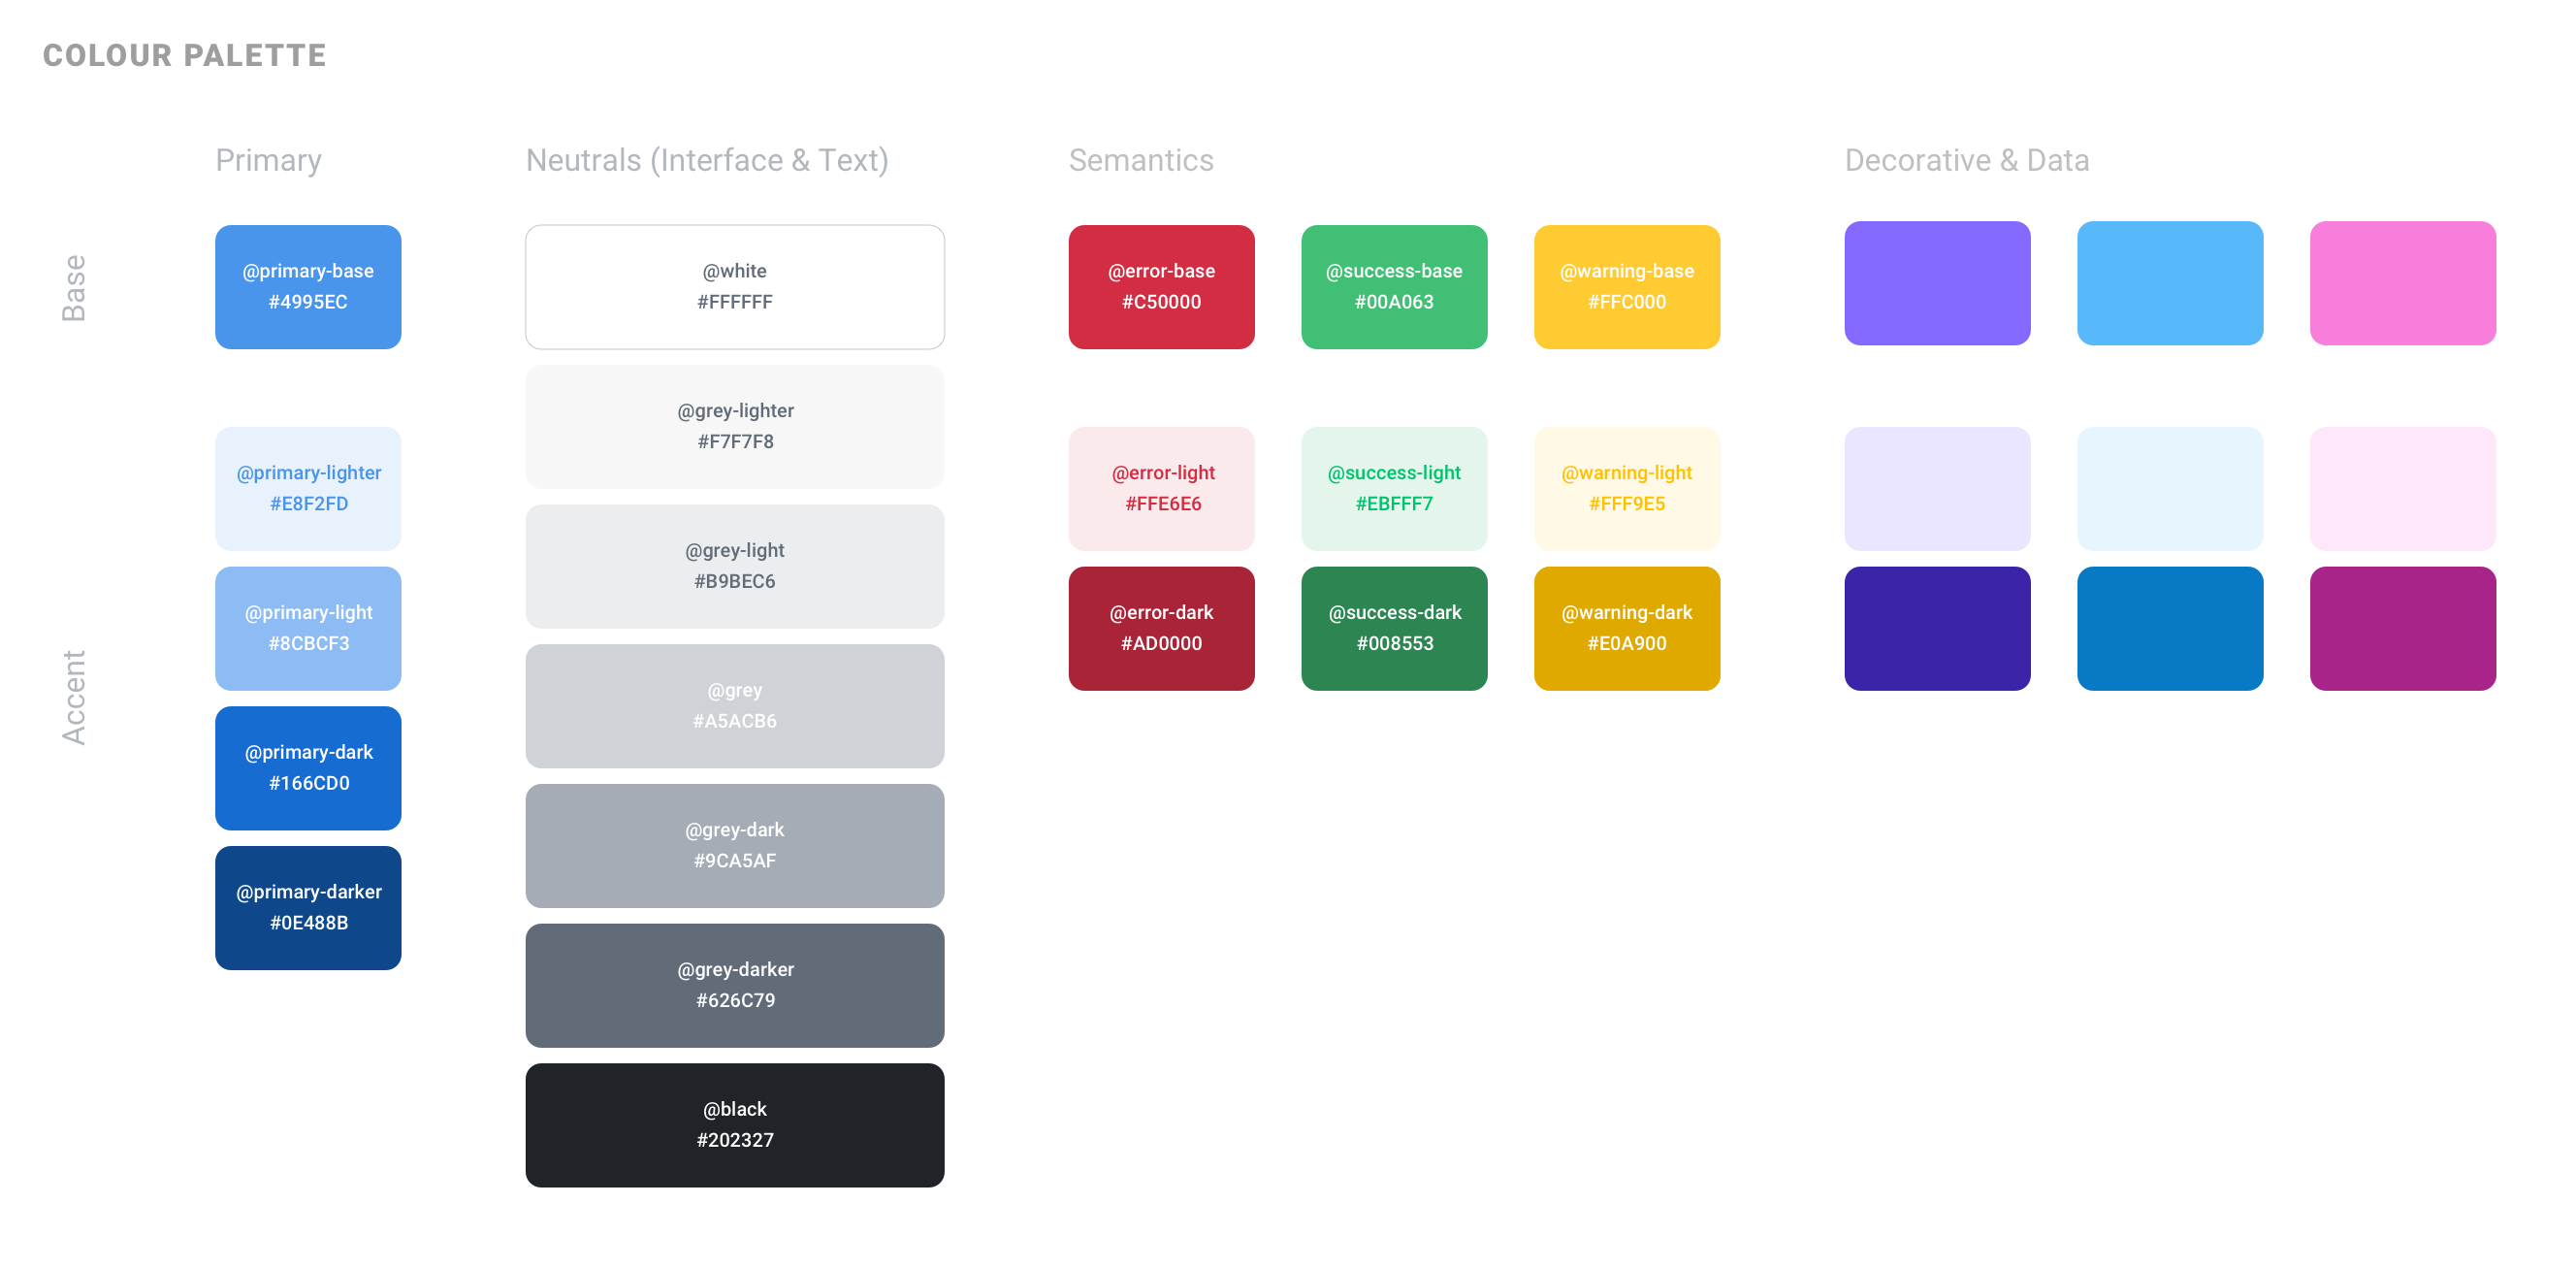 COLOUR PALETTE
Primary
Neutrals (Interface & Text)
Semantics
Decorative & Data
Base
@primary-base
#4995EC
@white
#FFFFFF
@error-base
#C50000
@success-base
#00A063
@warning-base
#FFC000
@grey-lighter
#F7F7F8
Accent
@primary-lighter
#E8F2FD
@primary-light
#8CBCF3
@primary-dark
#166CD0
@primary-darker
#0E488B
@grey-light
#B9BEC6
@grey
#A5ACB6
@grey-dark
#9CA5AF
@grey-darker
#626C79
@black
#202327
@error-light
#FFE6E6
@success-light
#EBFFF7
@warning-light
#FFF9E5
@error-dark
#AD0000
@success-dark
#008553
@warning-dark
#E0A900